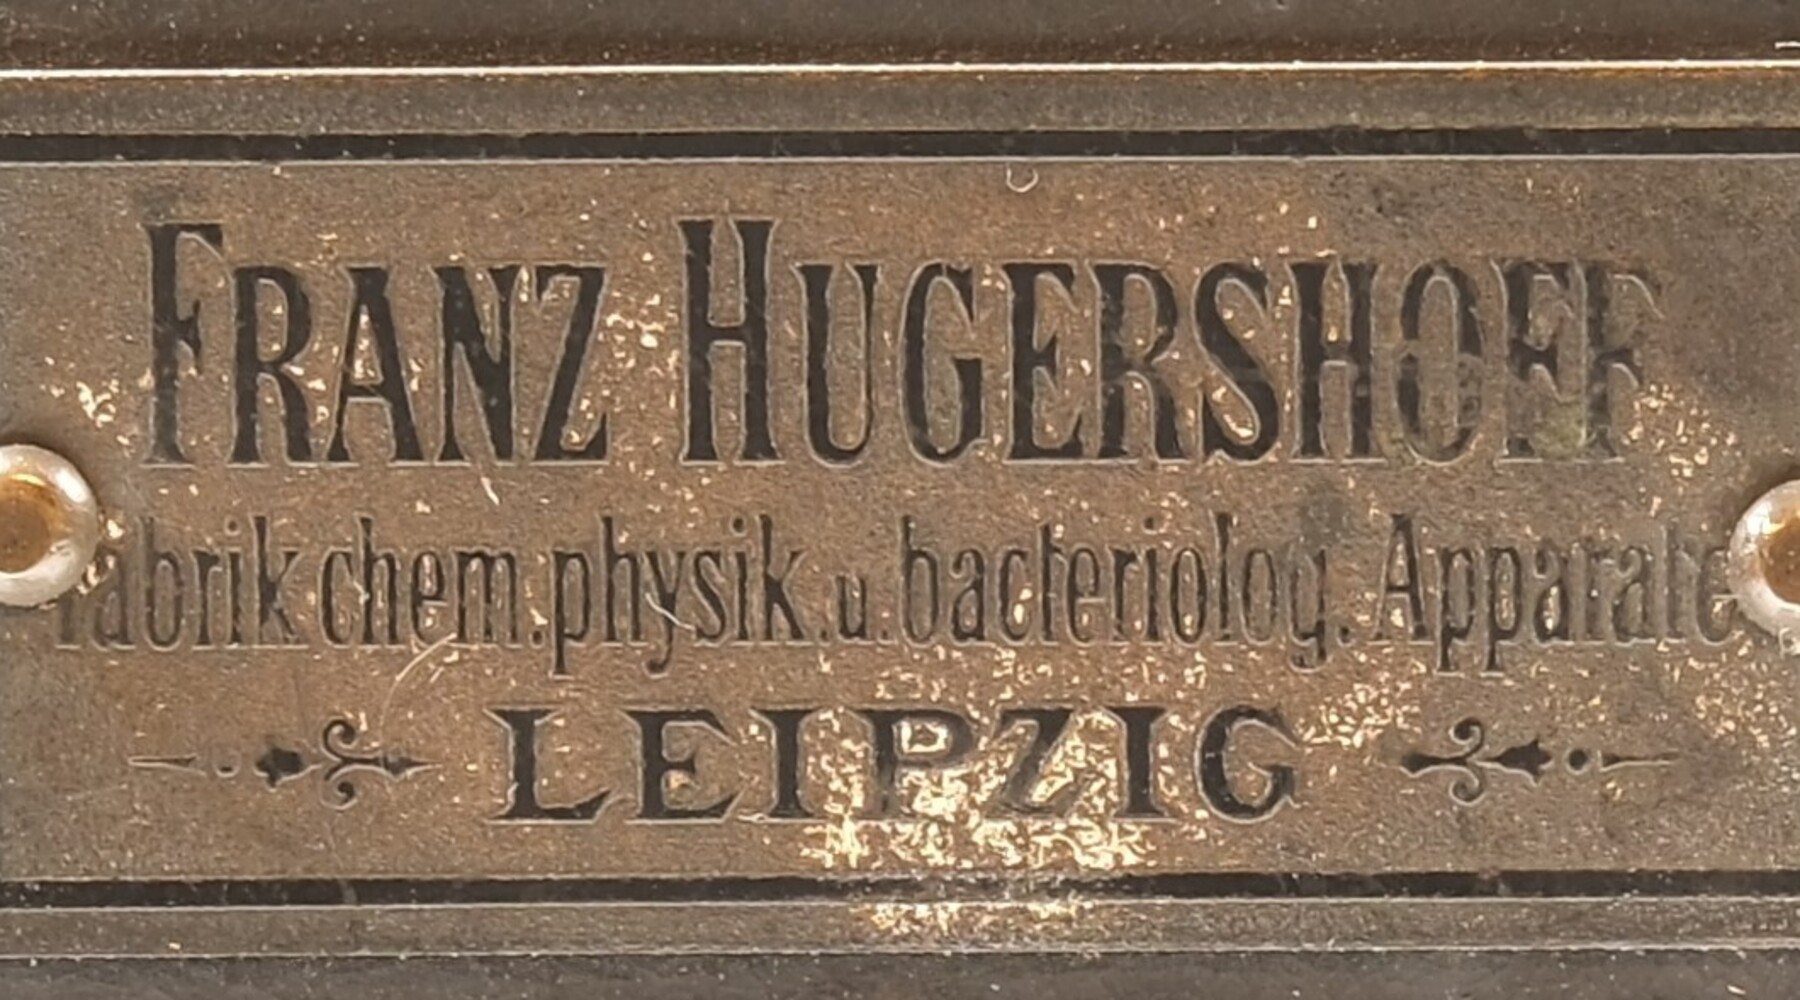 FRANZ HUGERSHOFF
Fabrik chem. physik. u. bacteriolog. Apparate
LEIPZIG